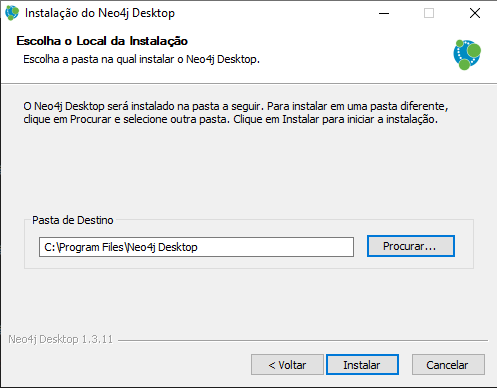 Instalação do Neo4j Desktop
Escolha o Local da Instalação
Escolha a pasta na qual instalar o Neo4j Desktop.
O Neo4j Desktop será instalado na pasta a seguir. Para instalar em uma pasta diferente,
clique em Procurar e selecione outra pasta. Clique em Instalar para iniciar a instalação.
Pasta de Destino
C:\Program Files\Neo4j Desktop
Procurar...
Neo4j Desktop 1.3.11
< Voltar
Instalar
Cancelar